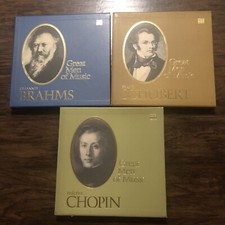 Great
Men
of Music
BRAHMS
Great
Men
of Music
SCHUBERT
Great
Men
of Music
CHOPIN